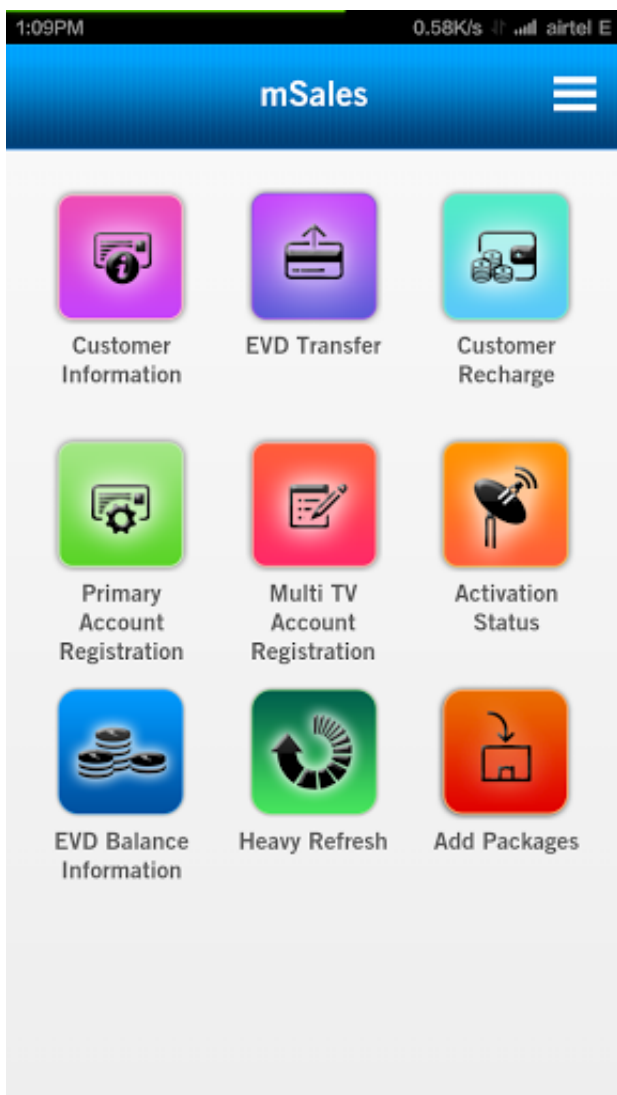 1:09PM 0.58K/s airtel E
mSales
Customer
Information
EVD Transfer
Customer
Recharge
Primary
Account
Registration
Multi TV
Account
Registration
Activation
Status
EVD Balance
Information
Heavy Refresh
Add Packages